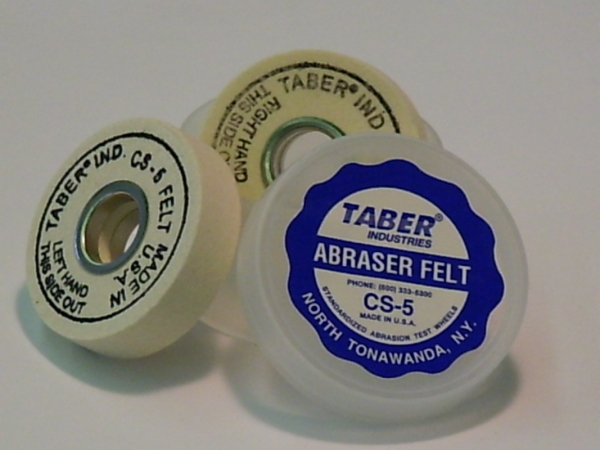 TABER® IND. CS-5 FELT MADE IN
U.S.A.
LEFT HAND
THIS SIDE OUT
TABER® IND.
RIGHT HAND
THIS SIDE
TABER®
INDUSTRIES
ABRASER FELT
PHONE: (800) 333-5300
CS-5
MADE IN U.S.A.
STANDARDIZED ABRASION TEST WHEELS
NORTH TONAWANDA, N.Y.